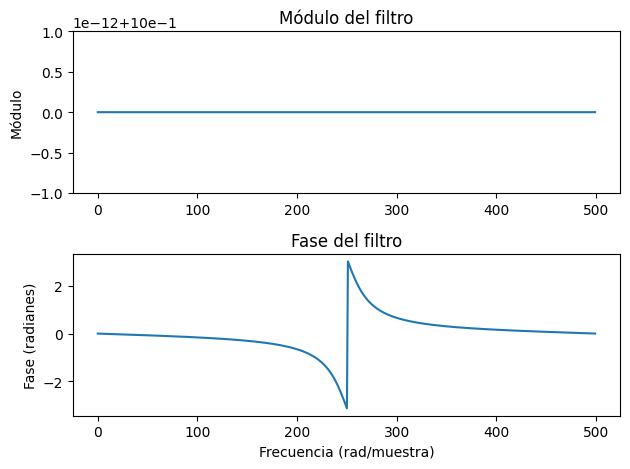 Módulo del filtro
1e−12+10e−1
1.0
0.5
0.0
−0.5
−1.0
Módulo
0 100 200 300 400 500
Fase del filtro
2
0
−2
Fase (radianes)
0 100 200 300 400 500
Frecuencia (rad/muestra)